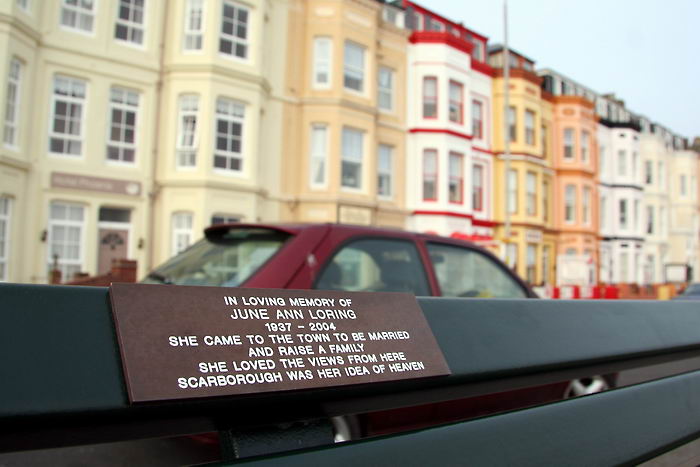 IN LOVING MEMORY OF
JUNE ANN LORING
1937 - 2004
SHE CAME TO THE TOWN TO BE MARRIED
AND RAISE A FAMILY
SHE LOVED THE VIEWS FROM HERE
SCARBOROUGH WAS HER IDEA OF HEAVEN